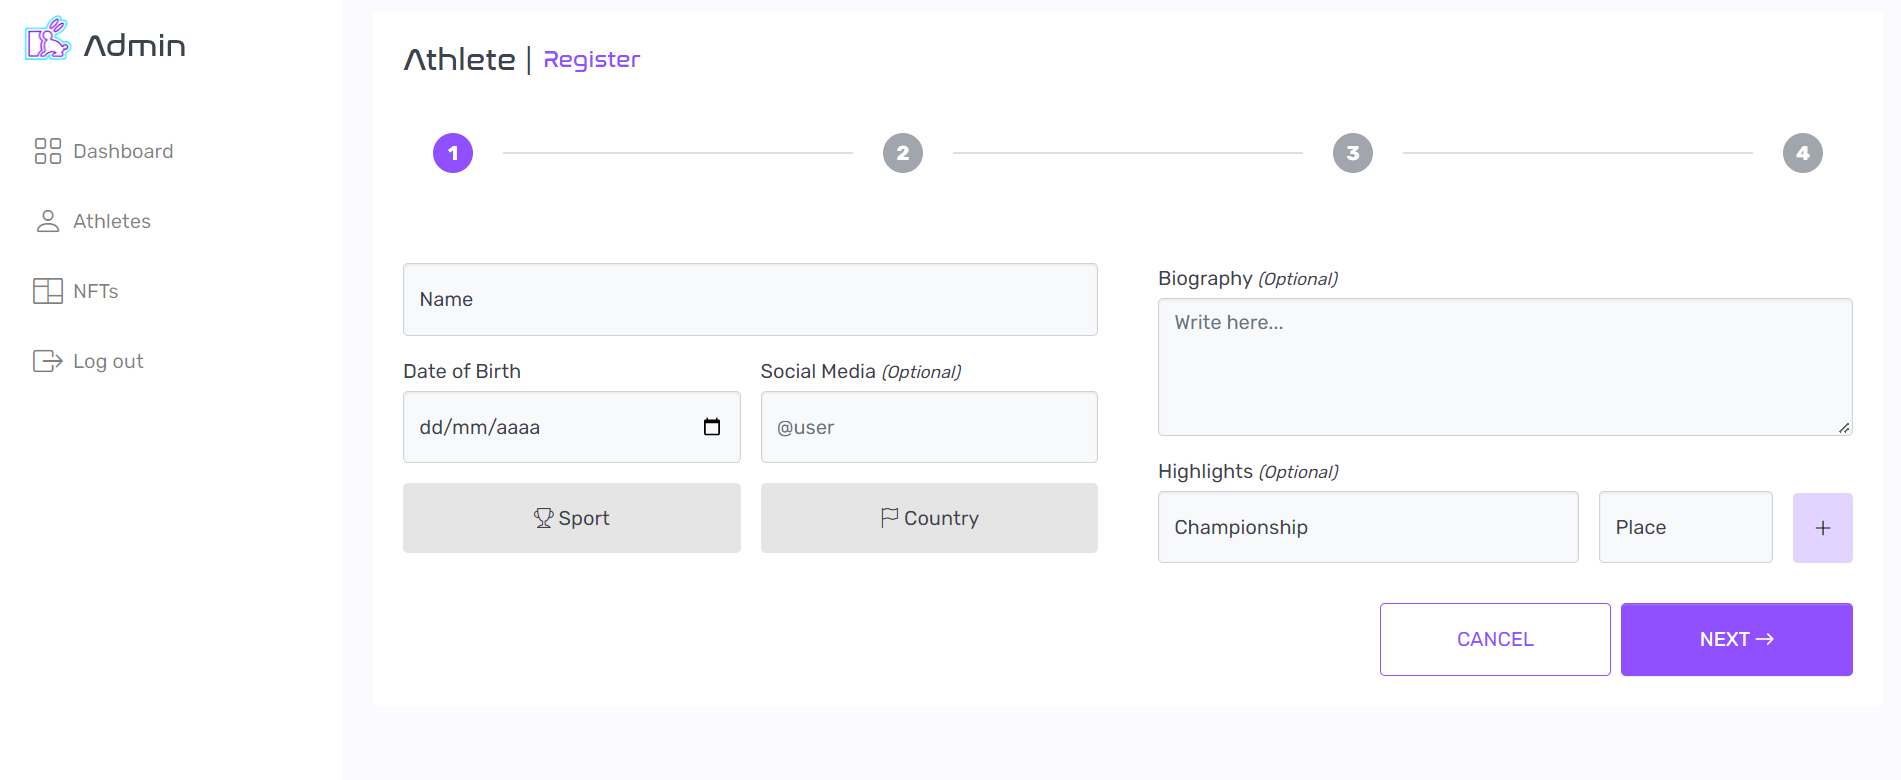 Admin
Dashboard
Athletes
NFTs
Log out
Athlete | Register
1 2 3 4
Name
Date of Birth
dd/mm/aaaa
Social Media (Optional)
@user
Sport
Country
Biography (Optional)
Write here...
Highlights (Optional)
Championship
Place
+
CANCEL
NEXT →